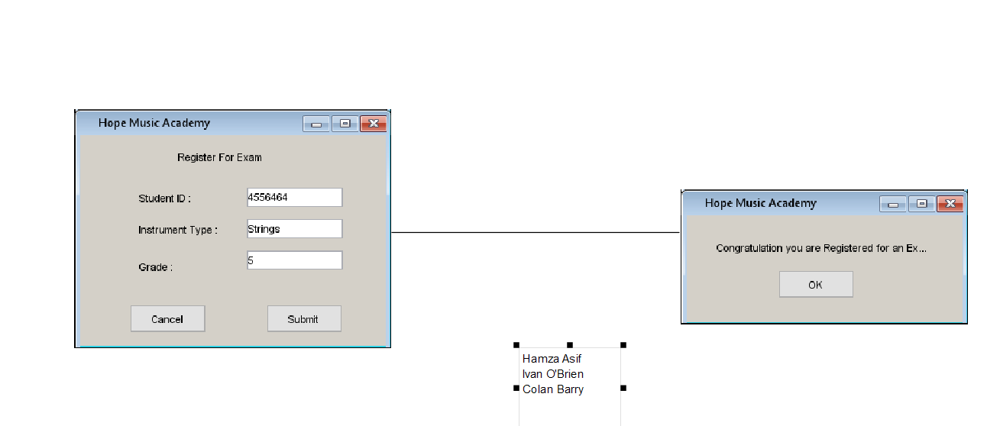 Hope Music Academy
Register For Exam
Student ID : 4556464
Instrument Type : Strings
Grade : 5
Cancel Submit
Hope Music Academy
Congratulation you are Registered for an Ex...
OK
Hamza Asif
Ivan O'Brien
Colan Barry